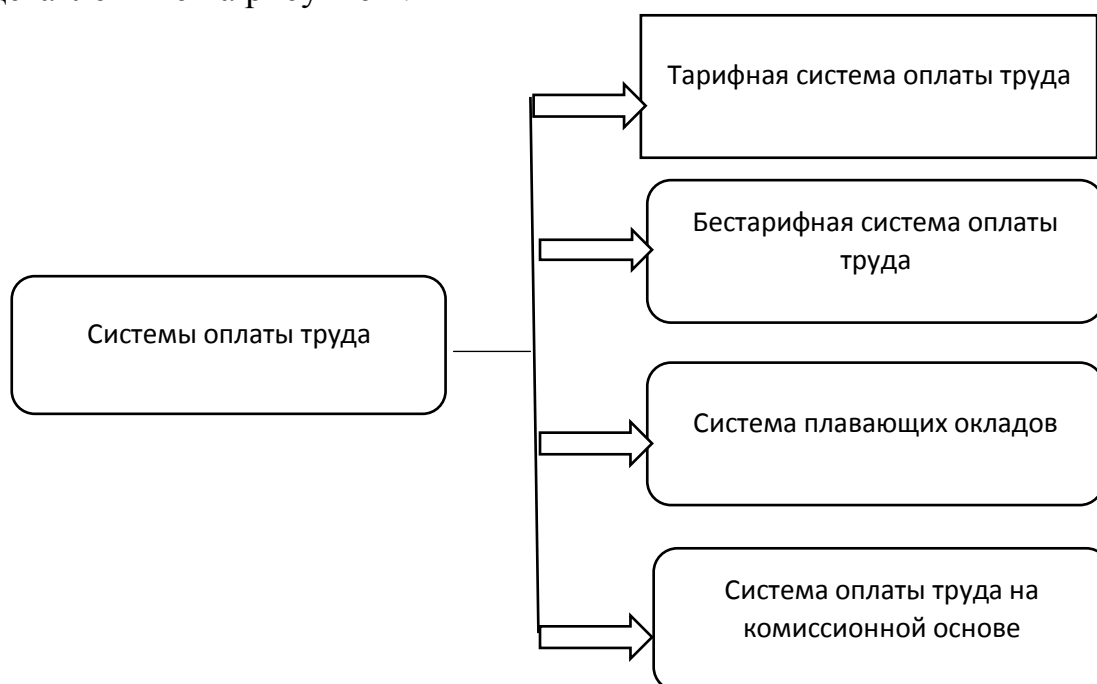 Тарифная система оплаты труда
Бестарифная система оплаты
труда
Системы оплаты труда
Система плавающих окладов
Система оплаты труда на
комиссионной основе